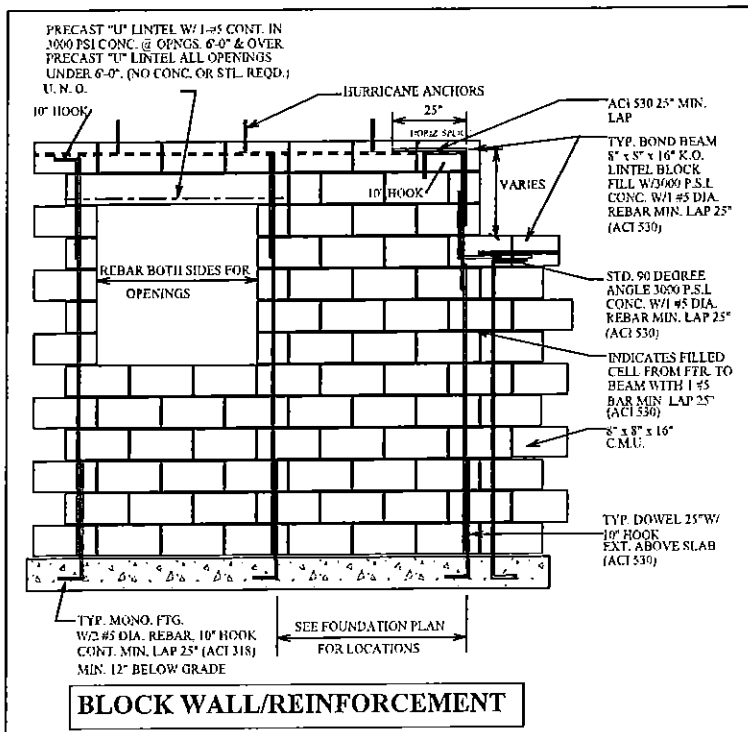 PRECAST "U" LINTEL W/ 1-#5 CONT. IN
3000 PSI CONC. @ OPNGS. 6'-0" & OVER
PRECAST "U" LINTEL ALL OPENINGS
UNDER 6'-0". (NO CONC. OR STL. REQD.)
U. N. O.
10" HOOK
HURRICANE ANCHORS
25"
HORIZ SPLICE
10" HOOK
VARIES
ACI 530 25" MIN.
LAP
TYP. BOND BEAM
8" x 8" x 16" K.O.
LINTEL BLOCK
FILL W/3000 P.S.I.
CONC. W/1 #5 DIA.
REBAR MIN. LAP 25"
(ACI 530)
REBAR BOTH SIDES FOR
OPENINGS
STD. 90 DEGREE
ANGLE 3000 P.S.I.
CONC. W/1 #5 DIA.
REBAR MIN. LAP 25"
(ACI 530)
INDICATES FILLED
CELL FROM FTR. TO
BEAM WITH 1 #5
BAR MIN. LAP 25"
(ACI 530)
8" x 8" x 16"
C.M.U.
TYP. DOWEL 25" W/
10" HOOK
EXT. ABOVE SLAB
(ACI 530)
TYP. MONO. FTG.
W/2 #5 DIA. REBAR, 10" HOOK
CONT. MIN. LAP 25" (ACI 318)
MIN. 12" BELOW GRADE
SEE FOUNDATION PLAN
FOR LOCATIONS
BLOCK WALL/REINFORCEMENT